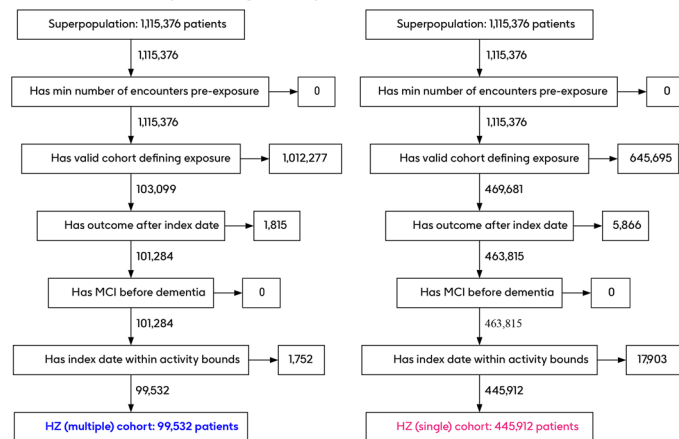 Superpopulation: 1,115,376 patients
1,115,376
Has min number of encounters pre-exposure
0
1,115,376
Has valid cohort defining exposure
1,012,277
103,099
Has outcome after index date
1,815
101,284
Has MCI before dementia
0
101,284
Has index date within activity bounds
1,752
99,532
HZ (multiple) cohort: 99,532 patients
Superpopulation: 1,115,376 patients
1,115,376
Has min number of encounters pre-exposure
0
1,115,376
Has valid cohort defining exposure
645,695
469,681
Has outcome after index date
5,866
463,815
Has MCI before dementia
0
463,815
Has index date within activity bounds
17,903
445,912
HZ (single) cohort: 445,912 patients